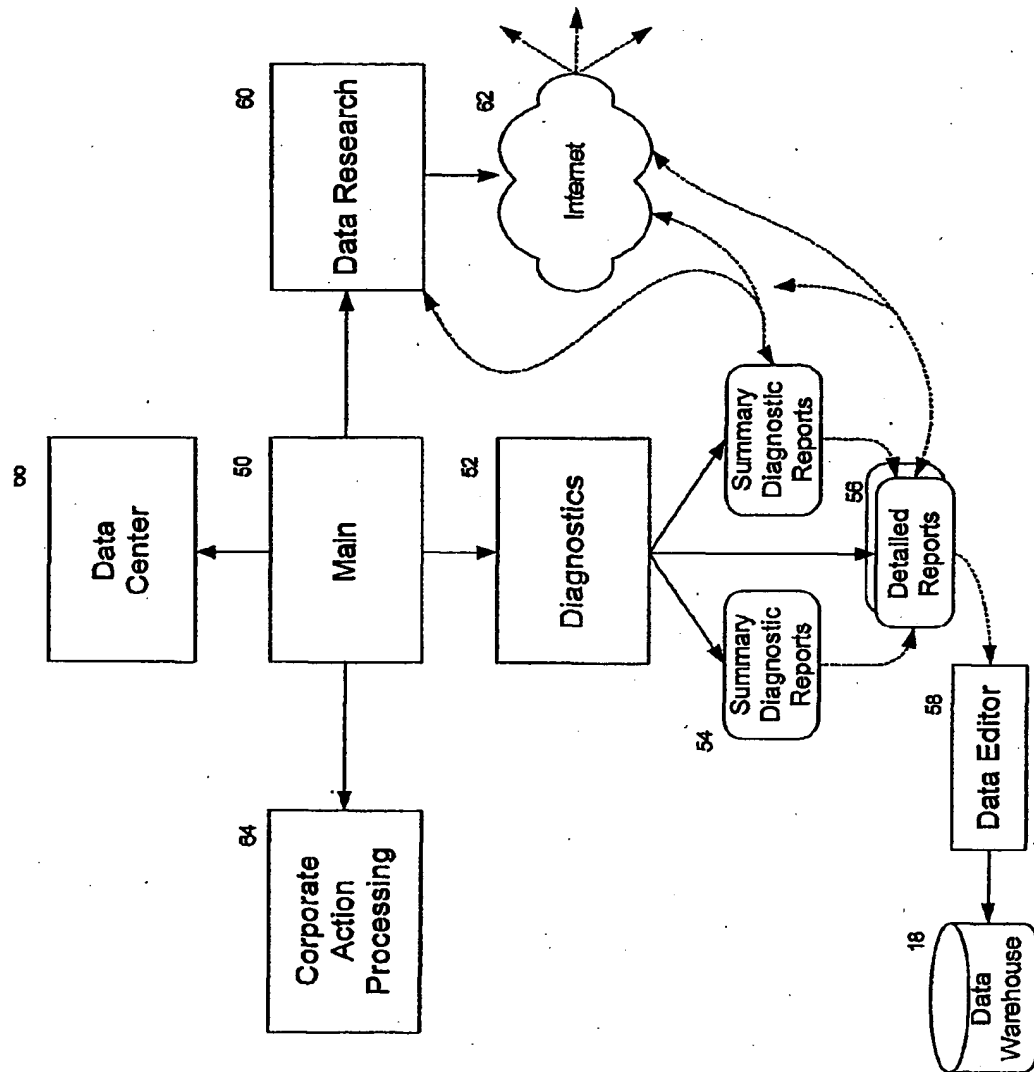 8
Data
Center
64
Corporate
Action
Processing
50
Main
60
Data Research
52
Diagnostics
62
Internet
54
Summary
Diagnostic
Reports
Summary
Diagnostic
Reports
56
Detailed
Reports
58
Data Editor
18
Data
Warehouse